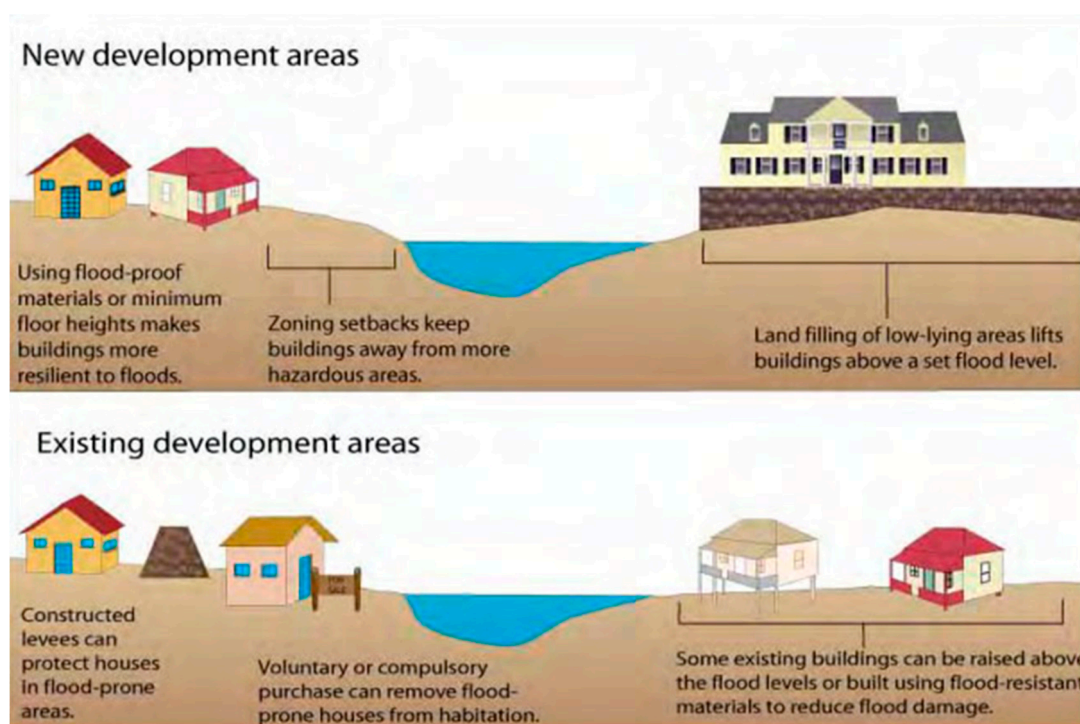 New development areas
Using flood-proof
materials or minimum
floor heights makes
buildings more
resilient to floods.
Zoning setbacks keep
buildings away from more
hazardous areas.
Land filling of low-lying areas lifts
buildings above a set flood level.
Existing development areas
FOR
SALE
Constructed
levees can
protect houses
in flood-prone
areas.
Voluntary or compulsory
purchase can remove flood-
prone houses from habitation.
Some existing buildings can be raised above
the flood levels or built using flood-resistant
materials to reduce flood damage.